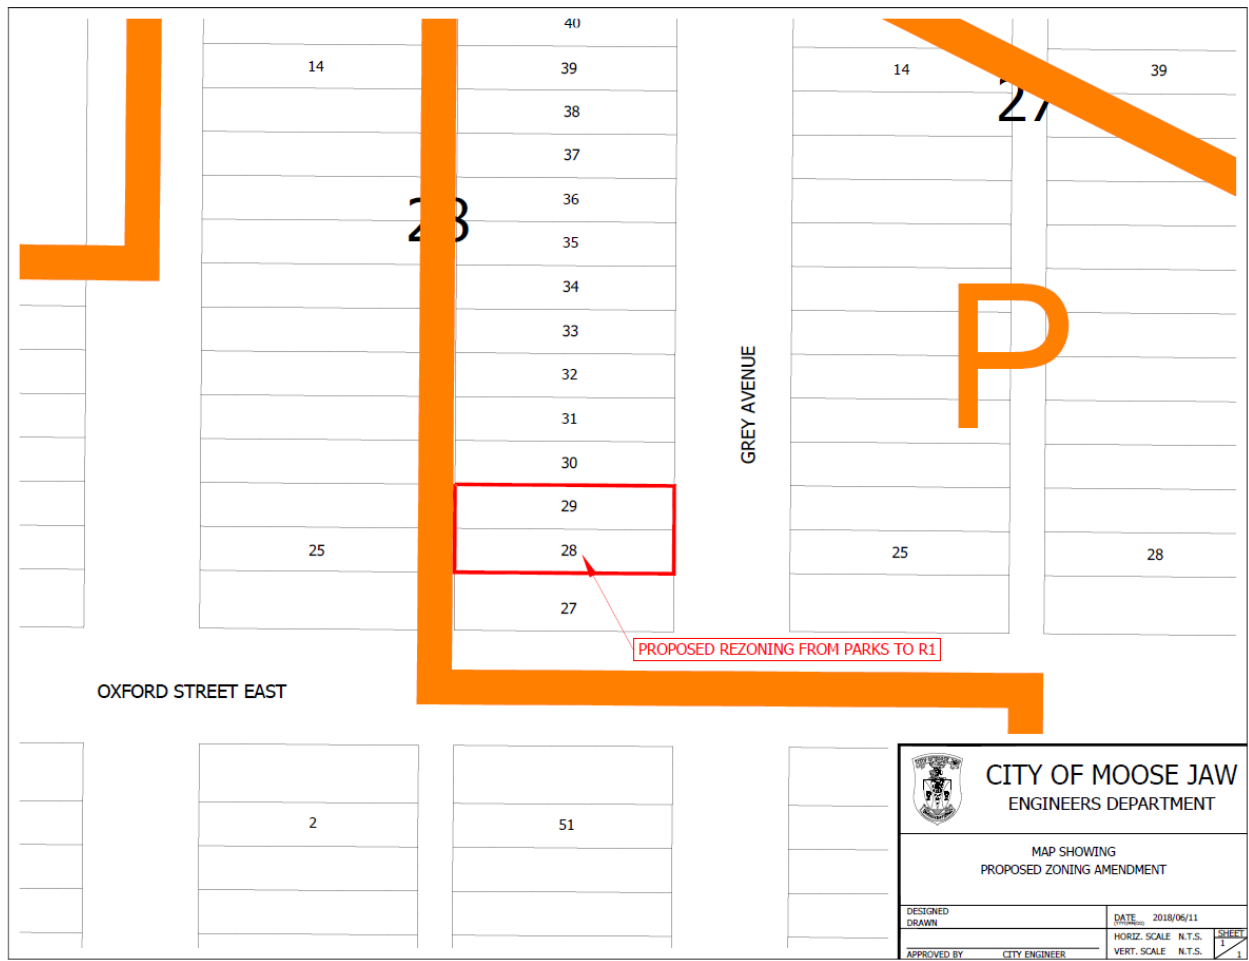 40
14
39
14
39
38
27
37
36
28
35
34
33
32
P
GREY AVENUE
31
30
29
25
28
25
28
27
PROPOSED REZONING FROM PARKS TO R1
OXFORD STREET EAST
2
51
CITY OF MOOSE JAW
ENGINEERS DEPARTMENT
MAP SHOWING
PROPOSED ZONING AMENDMENT
DESIGNED
DRAWN
DATE 2018/06/11
HORIZ. SCALE N.T.S.
VERT. SCALE N.T.S.
SHEET
1
1
APPROVED BY CITY ENGINEER